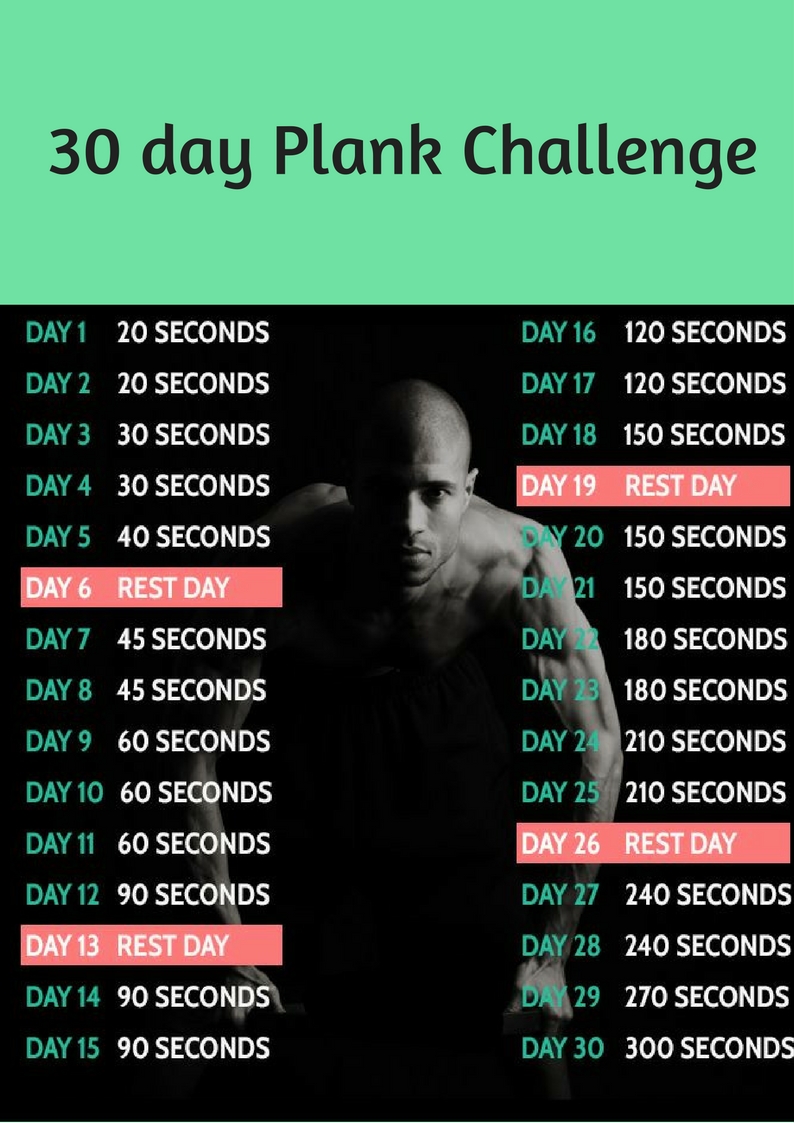 30 day Plank Challenge
DAY 1 20 SECONDS
DAY 2 20 SECONDS
DAY 3 30 SECONDS
DAY 4 30 SECONDS
DAY 5 40 SECONDS
DAY 6 REST DAY
DAY 7 45 SECONDS
DAY 8 45 SECONDS
DAY 9 60 SECONDS
DAY 10 60 SECONDS
DAY 11 60 SECONDS
DAY 12 90 SECONDS
DAY 13 REST DAY
DAY 14 90 SECONDS
DAY 15 90 SECONDS
DAY 16 120 SECONDS
DAY 17 120 SECONDS
DAY 18 150 SECONDS
DAY 19 REST DAY
DAY 20 150 SECONDS
DAY 21 150 SECONDS
DAY 22 180 SECONDS
DAY 23 180 SECONDS
DAY 24 210 SECONDS
DAY 25 210 SECONDS
DAY 26 REST DAY
DAY 27 240 SECONDS
DAY 28 240 SECONDS
DAY 29 270 SECONDS
DAY 30 300 SECONDS